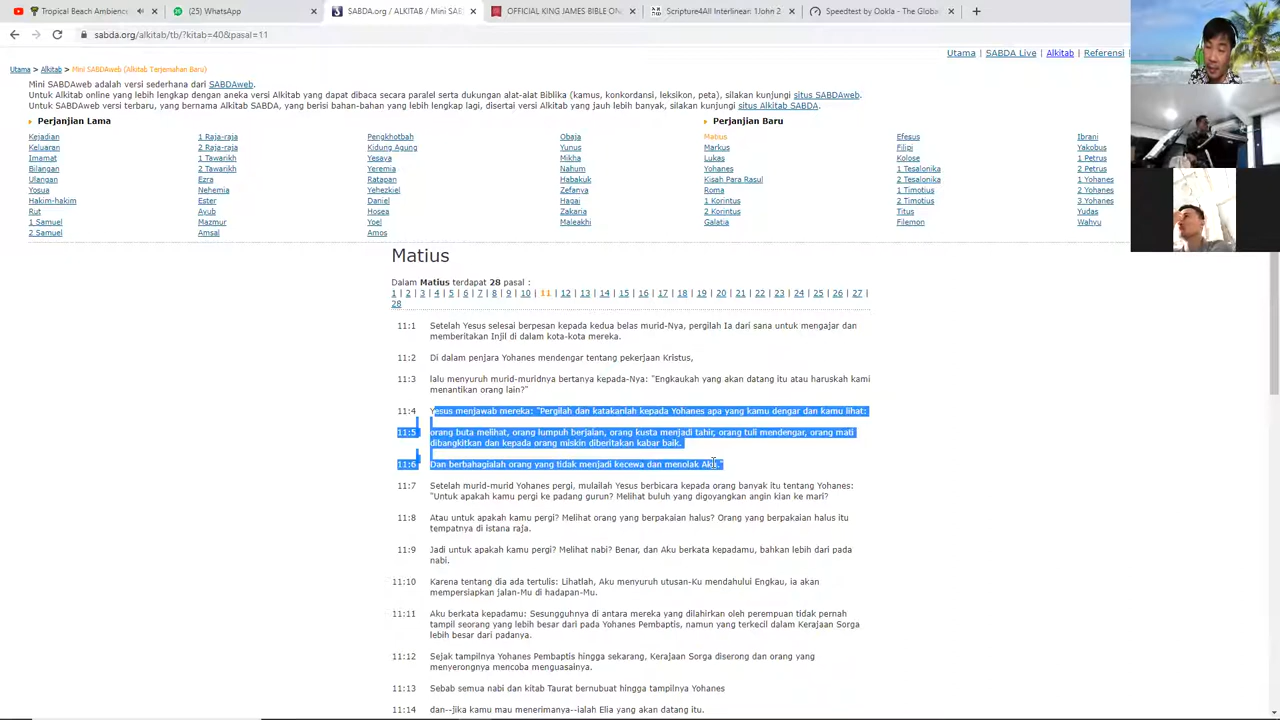 Tropical Beach Ambience
(25) WhatsApp
SABDA.org / ALKITAB / Mini SAB
OFFICIAL KING JAMES BIBLE ON
Scripture4All Interlinear: 1John 2
Speedtest by Ookla - The Globa
sabda.org/alkitab/tb/?kitab=40&pasal=11
Utama | SABDA Live | Alkitab | Referensi |
Utama > Alkitab > Mini SABDAweb (Alkitab Terjemahan Baru)
Mini SABDAweb adalah versi sederhana dari SABDAweb.
Untuk Alkitab online yang lebih lengkap dengan aneka versi Alkitab yang dapat dibaca secara paralel serta dukungan alat-alat Biblika (kamus, konkordansi, leksikon, peta), silakan kunjungi situs SABDAweb.
Untuk SABDAweb versi terbaru, yang bernama Alkitab SABDA, yang berisi bahan-bahan yang lebih lengkap lagi, disertai versi Alkitab yang jauh lebih banyak, silakan kunjungi situs Alkitab SABDA.
Perjanjian Lama Perjanjian Baru
Kejadian 1 Raja-raja Pengkhotbah Obaja Matius Efesus Ibrani
Keluaran 2 Raja-raja Kidung Agung Yunus Markus Filipi Yakobus
Imamat 1 Tawarikh Yesaya Mikha Lukas Kolose 1 Petrus
Bilangan 2 Tawarikh Yeremia Nahum Yohanes 1 Tesalonika 2 Petrus
Ulangan Ezra Ratapan Habakuk Kisah Para Rasul 2 Tesalonika 1 Yohanes
Yosua Nehemia Yehezkiel Zefanya Roma 1 Timotius 2 Yohanes
Hakim-hakim Ester Daniel Hagai 1 Korintus 2 Timotius 3 Yohanes
Rut Ayub Hosea Zakaria 2 Korintus Titus Yudas
1 Samuel Mazmur Yoel Maleakhi Galatia Filemon Wahyu
2 Samuel Amsal Amos
Matius
Dalam Matius terdapat 28 pasal :
1 | 2 | 3 | 4 | 5 | 6 | 7 | 8 | 9 | 10 | 11 | 12 | 13 | 14 | 15 | 16 | 17 | 18 | 19 | 20 | 21 | 22 | 23 | 24 | 25 | 26 | 27 |
28
11:1 Setelah Yesus selesai berpesan kepada kedua belas murid-Nya, pergilah Ia dari sana untuk mengajar dan
memberitakan Injil di dalam kota-kota mereka.
11:2 Di dalam penjara Yohanes mendengar tentang pekerjaan Kristus,
11:3 lalu menyuruh murid-muridnya bertanya kepada-Nya: "Engkaukah yang akan datang itu atau haruskah kami
menantikan orang lain?"
11:4 Yesus menjawab mereka: "Pergilah dan katakanlah kepada Yohanes apa yang kamu dengar dan kamu lihat:
11:5 orang buta melihat, orang lumpuh berjalan, orang kusta menjadi tahir, orang tuli mendengar, orang mati
dibangkitkan dan kepada orang miskin diberitakan kabar baik.
11:6 Dan berbahagialah orang yang tidak menjadi kecewa dan menolak Aku."
11:7 Setelah murid-murid Yohanes pergi, mulailah Yesus berbicara kepada orang banyak itu tentang Yohanes:
"Untuk apakah kamu pergi ke padang gurun? Melihat buluh yang digoyangkan angin kian ke mari?
11:8 Atau untuk apakah kamu pergi? Melihat orang yang berpakaian halus? Orang yang berpakaian halus itu
tempatnya di istana raja.
11:9 Jadi untuk apakah kamu pergi? Melihat nabi? Benar, dan Aku berkata kepadamu, bahkan lebih dari pada
nabi.
11:10 Karena tentang dia ada tertulis: Lihatlah, Aku menyuruh utusan-Ku mendahului Engkau, ia akan
mempersiapkan jalan-Mu di hadapan-Mu.
11:11 Aku berkata kepadamu: Sesungguhnya di antara mereka yang dilahirkan oleh perempuan tidak pernah
tampil seorang yang lebih besar dari pada Yohanes Pembaptis, namun yang terkecil dalam Kerajaan Sorga
lebih besar dari padanya.
11:12 Sejak tampilnya Yohanes Pembaptis hingga sekarang, Kerajaan Sorga diserong dan orang yang
menyerongnya mencoba menguasainya.
11:13 Sebab semua nabi dan kitab Taurat bernubuat hingga tampilnya Yohanes
11:14 dan--jika kamu mau menerimanya--ialah Elia yang akan datang itu.